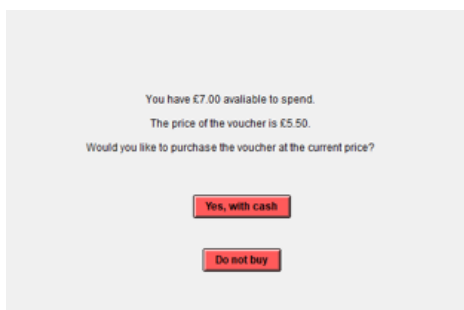 You have £7.00 avaliable to spend.
The price of the voucher is £5.50.
Would you like to purchase the voucher at the current price?
Yes, with cash
Do not buy